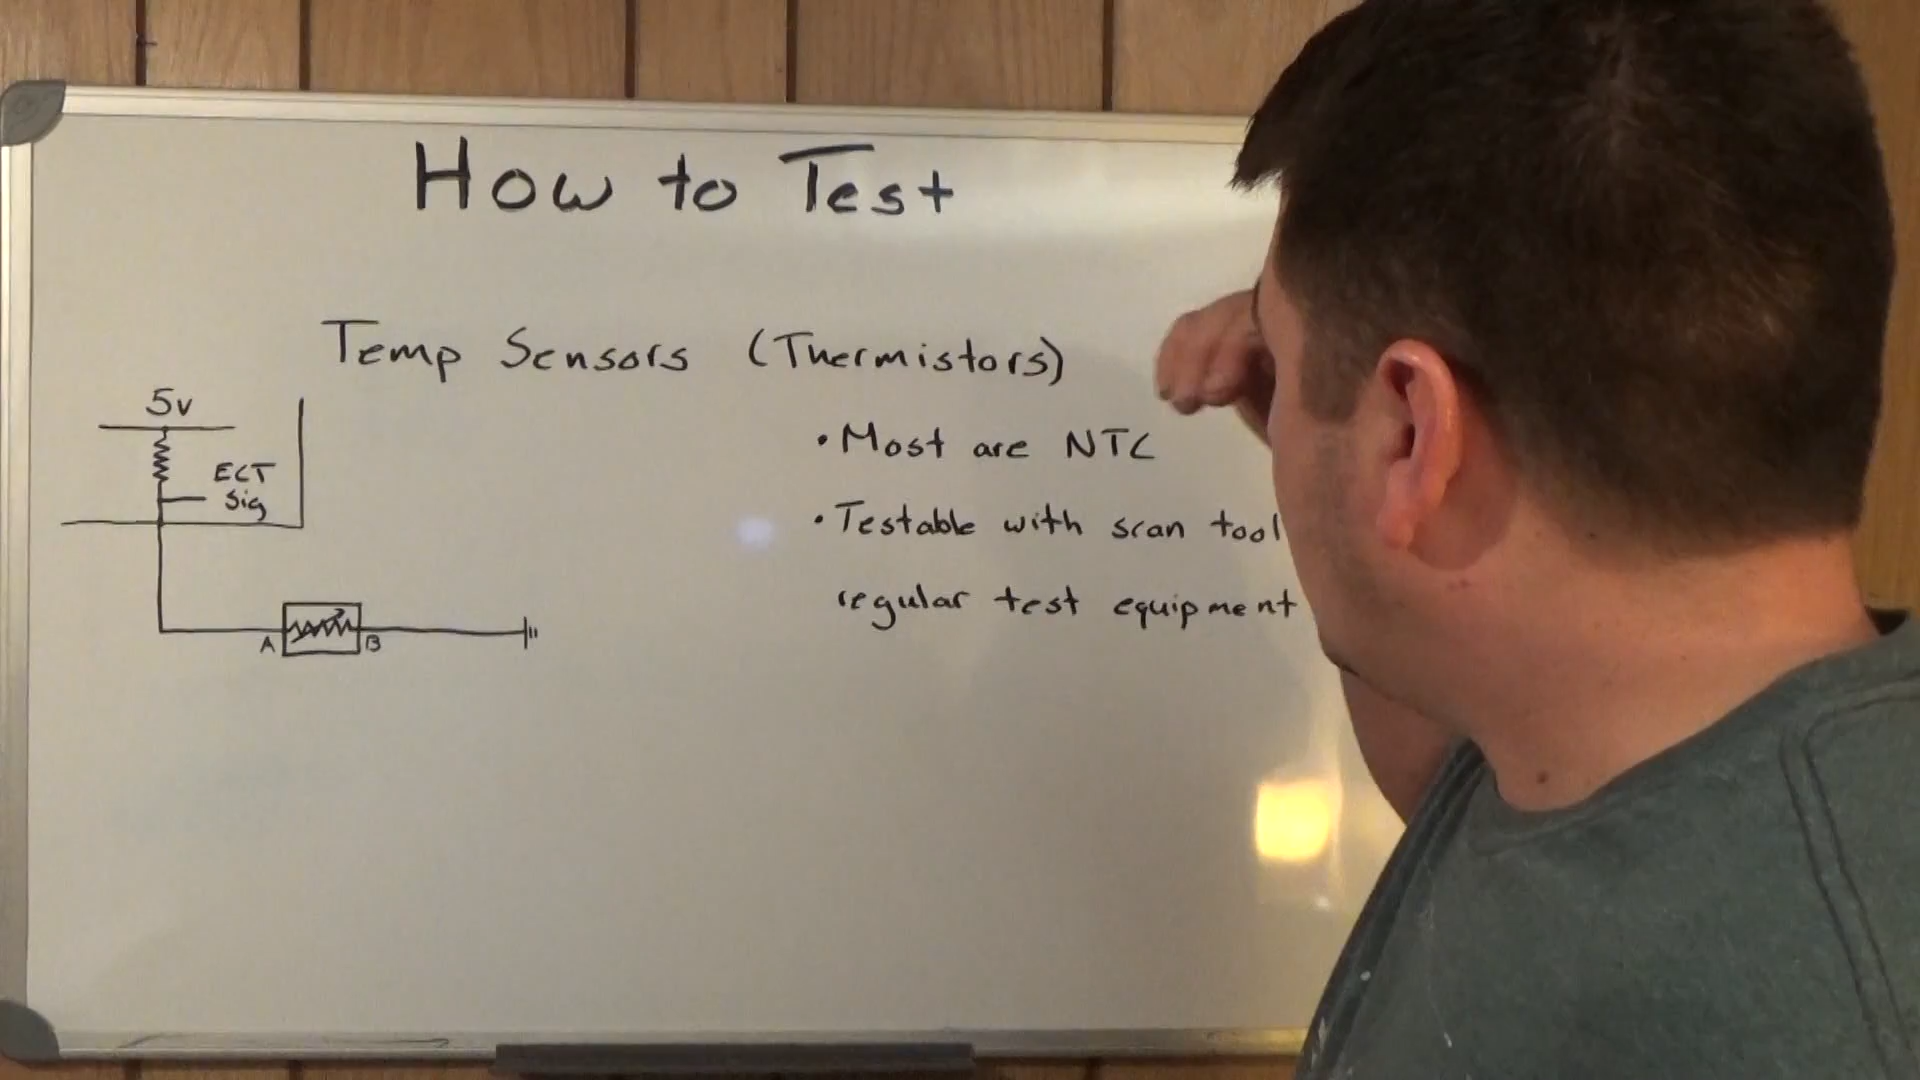 How to Test
Temp Sensors (Thermistors)
5v
ECT
Sig
A
B
• Most are NTC
• Testable with scan tool
regular test equipment